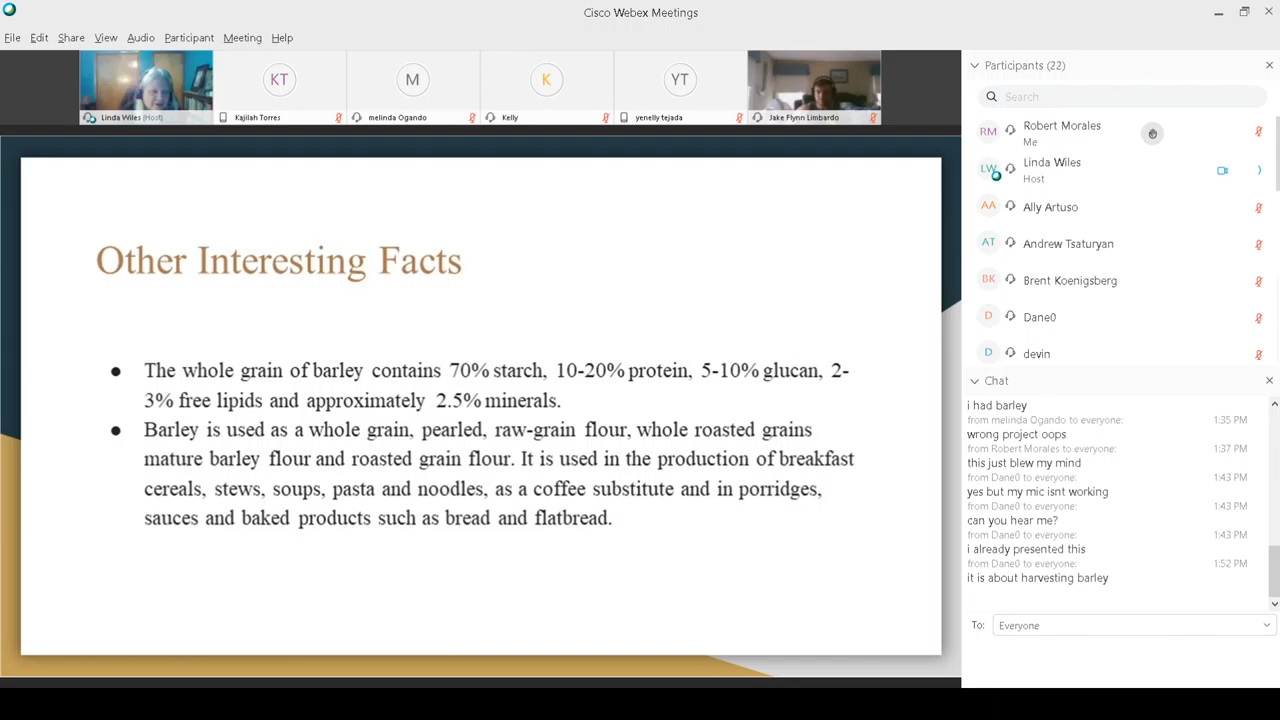 Cisco Webex Meetings
File Edit Share View Audio Participant Meeting Help
Linda Wiles (Host)
KT
Kajilah Torres
M
melinda Ogando
K
Kelly
YT
yenelly tejada
Jake Flynn Limbardo
Other Interesting Facts
● The whole grain of barley contains 70% starch, 10-20% protein, 5-10% glucan, 2-
3% free lipids and approximately 2.5% minerals.
● Barley is used as a whole grain, pearled, raw-grain flour, whole roasted grains
mature barley flour and roasted grain flour. It is used in the production of breakfast
cereals, stews, soups, pasta and noodles, as a coffee substitute and in porridges,
sauces and baked products such as bread and flatbread.
Participants (22)
Search
RM Robert Morales
Me
LW Linda Wiles
Host
AA Ally Artuso
AT Andrew Tsaturyan
BK Brent Koenigsberg
D Dane0
D devin
Chat
i had barley
from melinda Ogando to everyone: 1:35 PM
wrong project oops
from Robert Morales to everyone: 1:37 PM
this just blew my mind
from Dane0 to everyone: 1:43 PM
yes but my mic isnt working
from Dane0 to everyone: 1:43 PM
can you hear me?
from Dane0 to everyone: 1:43 PM
i already presented this
from Dane0 to everyone: 1:52 PM
it is about harvesting barley
To: Everyone